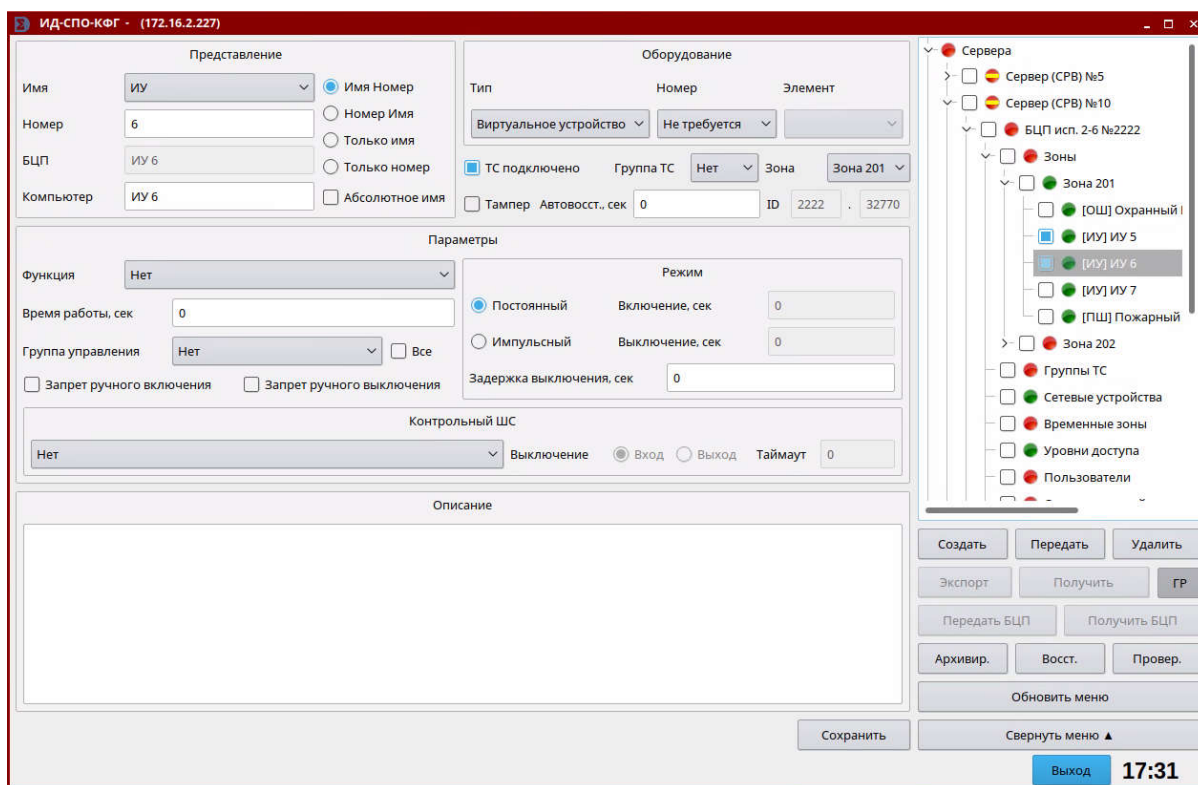 ИД-СПО-КФГ - (172.16.2.227)
Представление
Имя ИУ Имя Номер
Номер 6 Номер Имя
Только имя
БЦП ИУ 6 Только номер
Компьютер ИУ 6 Абсолютное имя
Оборудование
Тип Номер Элемент
Виртуальное устройство Не требуется
ТС подключено Группа ТС Нет Зона Зона 201
Тампер Автовосст., сек 0 ID 2222 . 32770
Параметры
Функция Нет
Время работы, сек 0
Группа управления Нет Все
Запрет ручного включения Запрет ручного выключения
Режим
Постоянный Включение, сек 0
Импульсный Выключение, сек 0
Задержка выключения, сек 0
Контрольный ШС
Нет Выключение Вход Выход Таймаут 0
Описание
Сохранить
Сервера
Сервер (СРВ) №5
Сервер (СРВ) №10
БЦП исп. 2-6 №2222
Зоны
Зона 201
[ОШ] Охранный
[ИУ] ИУ 5
[ИУ] ИУ 6
[ИУ] ИУ 7
[ПШ] Пожарный
Зона 202
Группы ТС
Сетевые устройства
Временные зоны
Уровни доступа
Пользователи
Создать Передать Удалить
Экспорт Получить ГР
Передать БЦП Получить БЦП
Архивир. Восст. Провер.
Обновить меню
Свернуть меню ▲
Выход 17:31